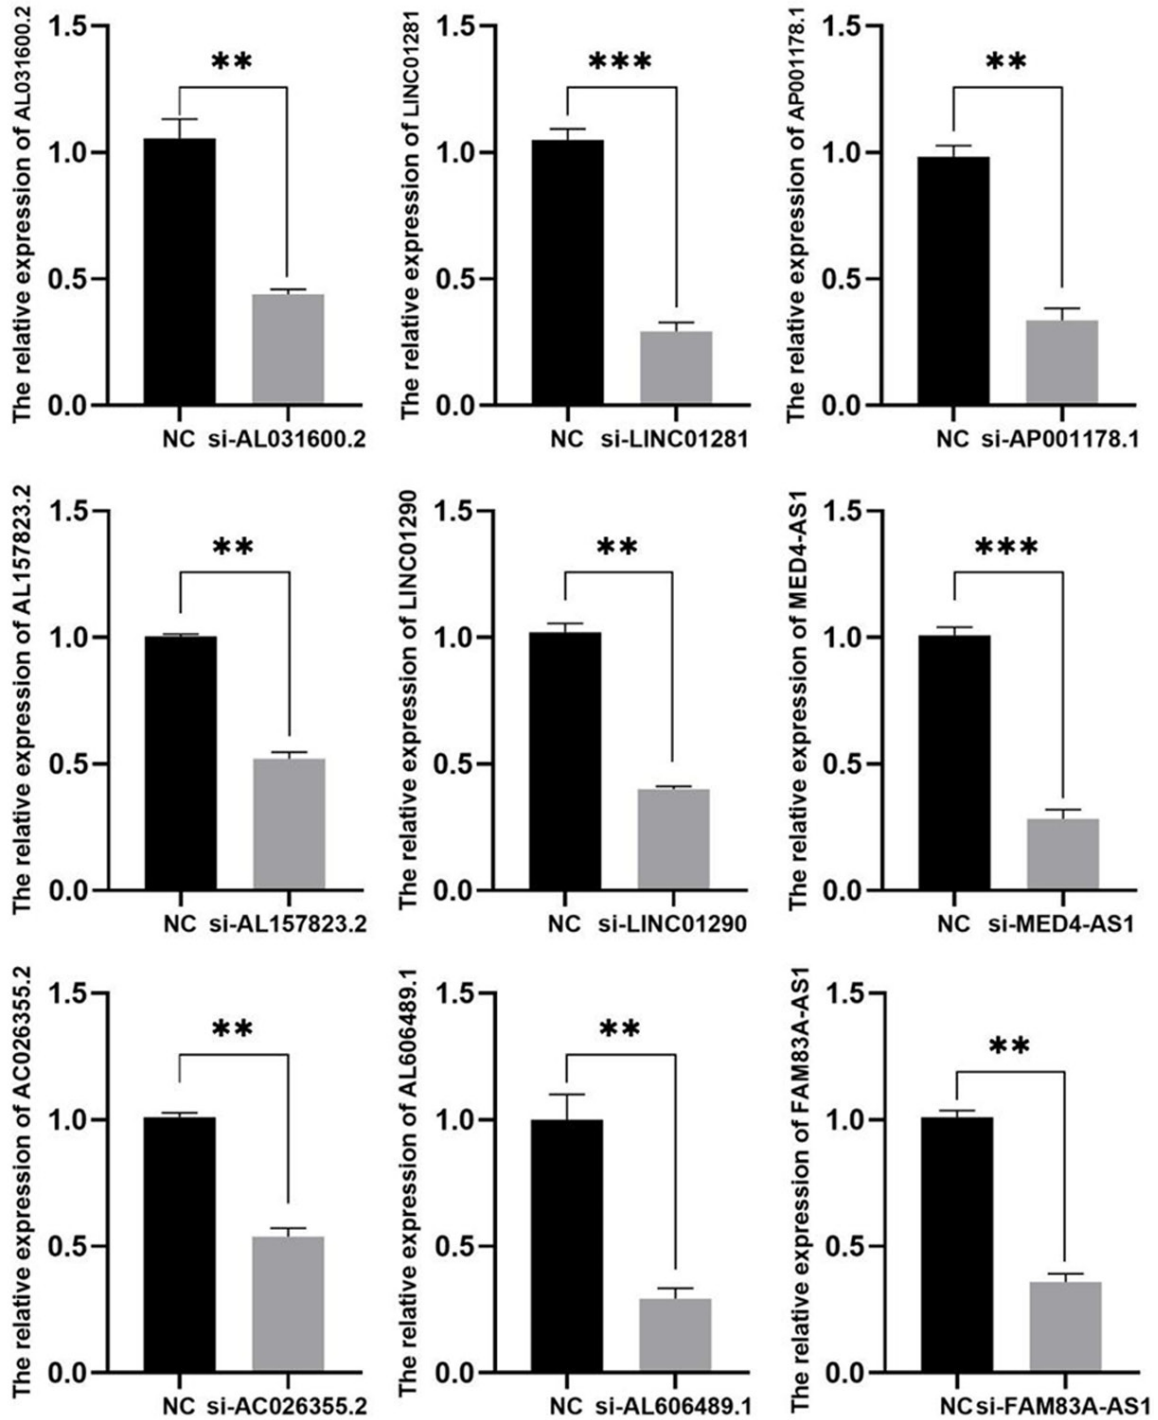 The relative expression of AL031600.2
1.5
1.0
0.5
0.0
**
NC si-AL031600.2
The relative expression of LINC01281
1.5
1.0
0.5
0.0
***
NC si-LINC01281
The relative expression of AP001178.1
1.5
1.0
0.5
0.0
**
NC si-AP001178.1
The relative expression of AL157823.2
1.5
1.0
0.5
0.0
**
NC si-AL157823.2
The relative expression of LINC01290
1.5
1.0
0.5
0.0
**
NC si-LINC01290
The relative expression of MED4-AS1
1.5
1.0
0.5
0.0
***
NC si-MED4-AS1
The relative expression of AC026355.2
1.5
1.0
0.5
0.0
**
NC si-AC026355.2
The relative expression of AL606489.1
1.5
1.0
0.5
0.0
**
NC si-AL606489.1
The relative expression of FAM83A-AS1
1.5
1.0
0.5
0.0
**
NC si-FAM83A-AS1